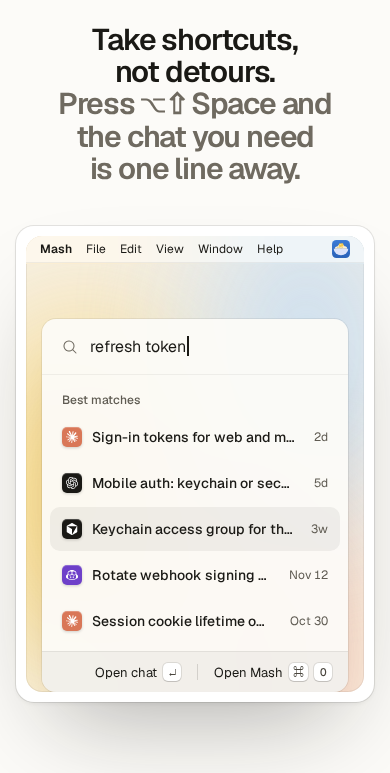 Take shortcuts,
not detours.
Press ⌥⇧ Space and
the chat you need
is one line away.
Mash File Edit View Window Help
refresh token
Best matches
Sign-in tokens for web and m... 2d
Mobile auth: keychain or sec... 5d
Keychain access group for th... 3w
Rotate webhook signing ... Nov 12
Session cookie lifetime o... Oct 30
Open chat ↵ Open Mash ⌘ 0